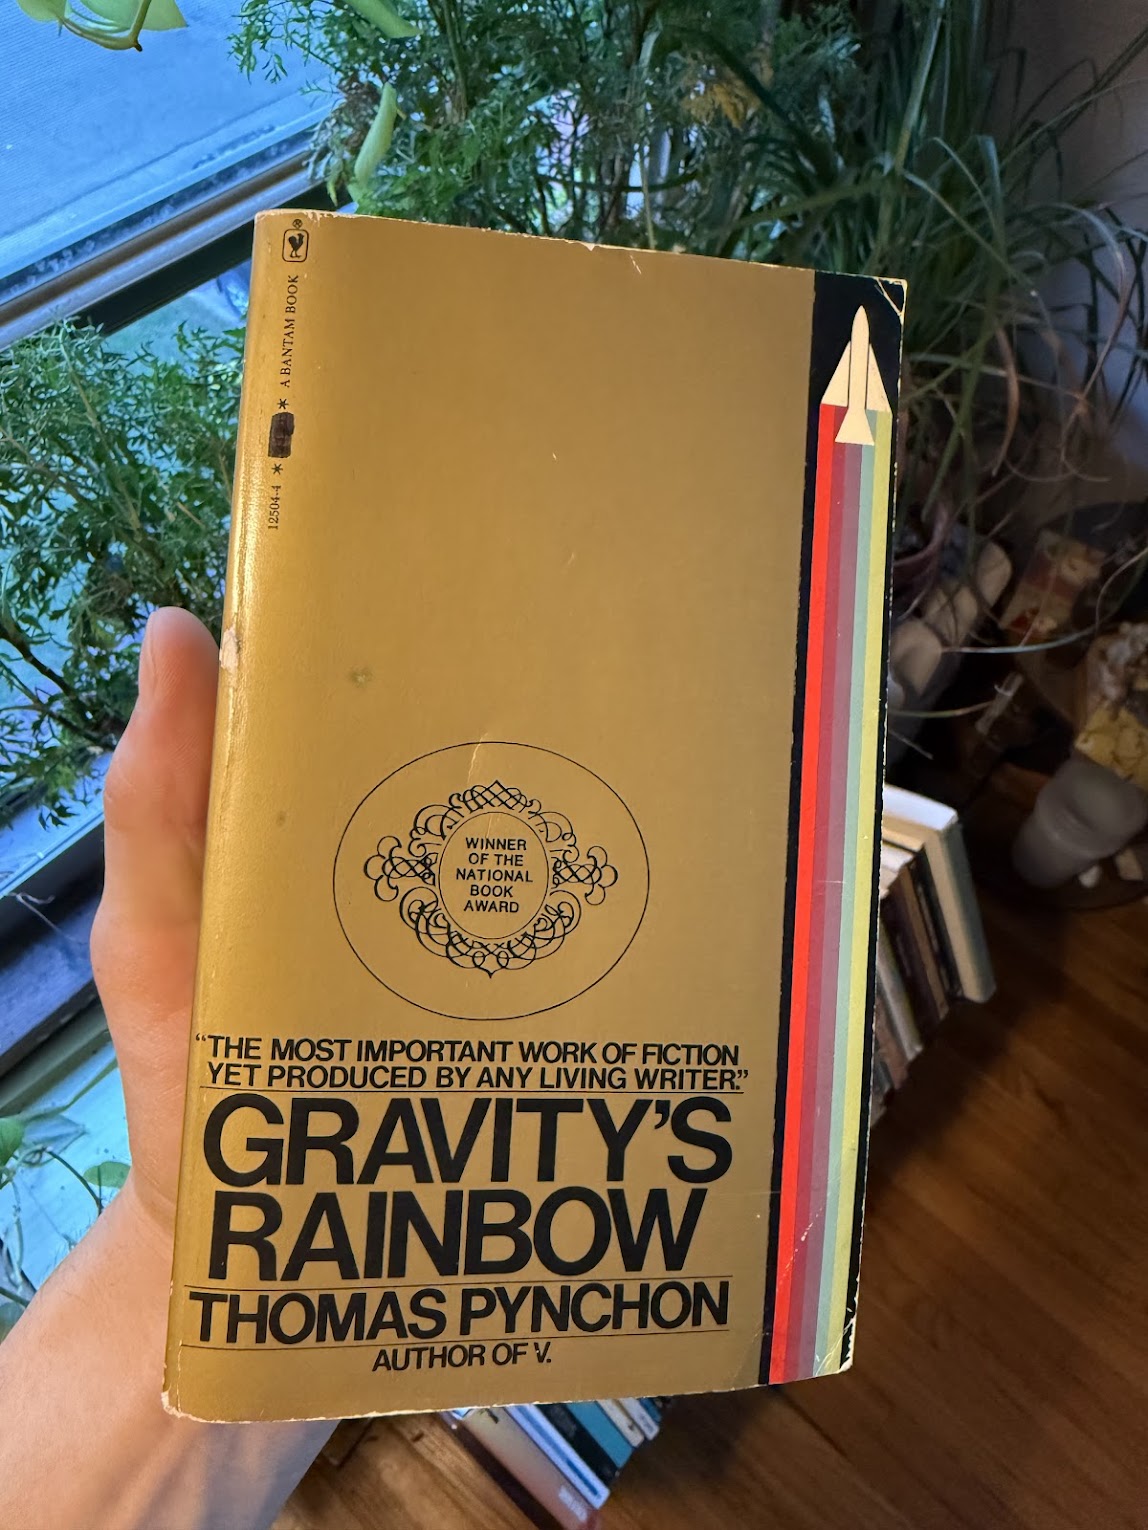 A BANTAM BOOK
* *
12504-4
WINNER
OF THE
NATIONAL
BOOK
AWARD
“THE MOST IMPORTANT WORK OF FICTION
YET PRODUCED BY ANY LIVING WRITER.”
GRAVITY’S
RAINBOW
THOMAS PYNCHON
AUTHOR OF V.